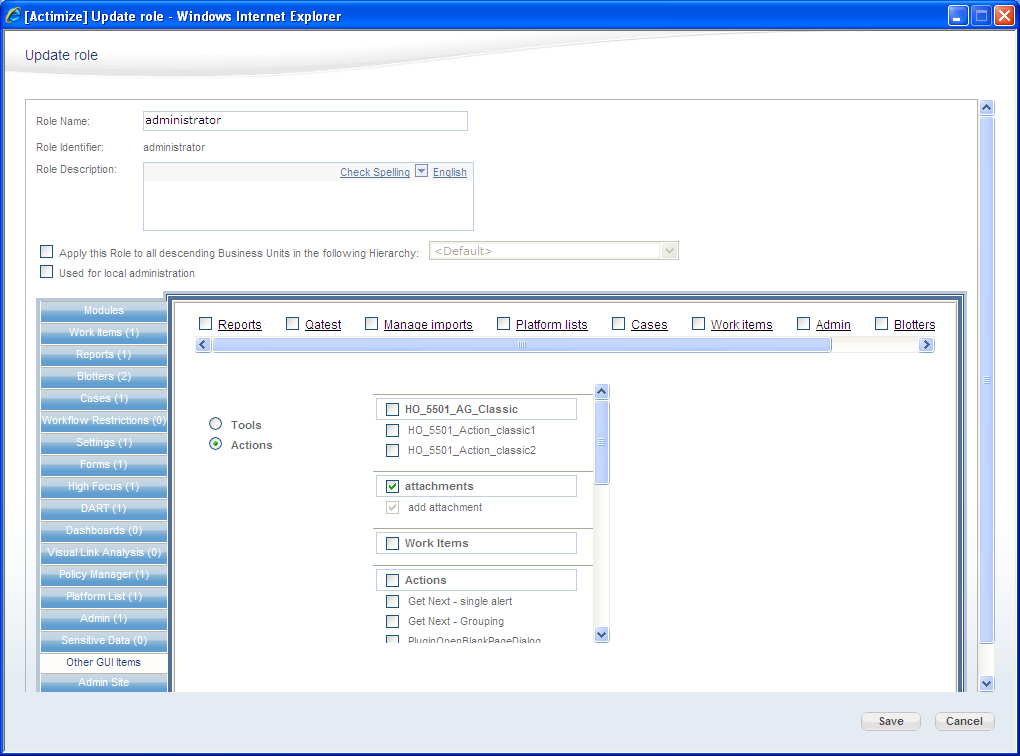 [Actimize] Update role - Windows Internet Explorer
Update role
Role Name: administrator
Role Identifier: administrator
Role Description:
Check Spelling English
Apply this Role to all descending Business Units in the following Hierarchy: <Default>
Used for local administration
Modules
Work Items (1)
Reports (1)
Blotters (2)
Cases (1)
Workflow Restrictions (0)
Settings (1)
Forms (1)
High Focus (1)
DART (1)
Dashboards (0)
Visual Link Analysis (0)
Policy Manager (1)
Platform List (1)
Admin (1)
Sensitive Data (0)
Other GUI Items
Admin Site
Reports Qatest Manage imports Platform lists Cases Work items Admin Blotters
Tools
Actions
HO_5501_AG_Classic
HO_5501_Action_classic1
HO_5501_Action_classic2
attachments
add attachment
Work Items
Actions
Get Next - single alert
Get Next - Grouping
PluginOpenBlankPageDialog
Save Cancel